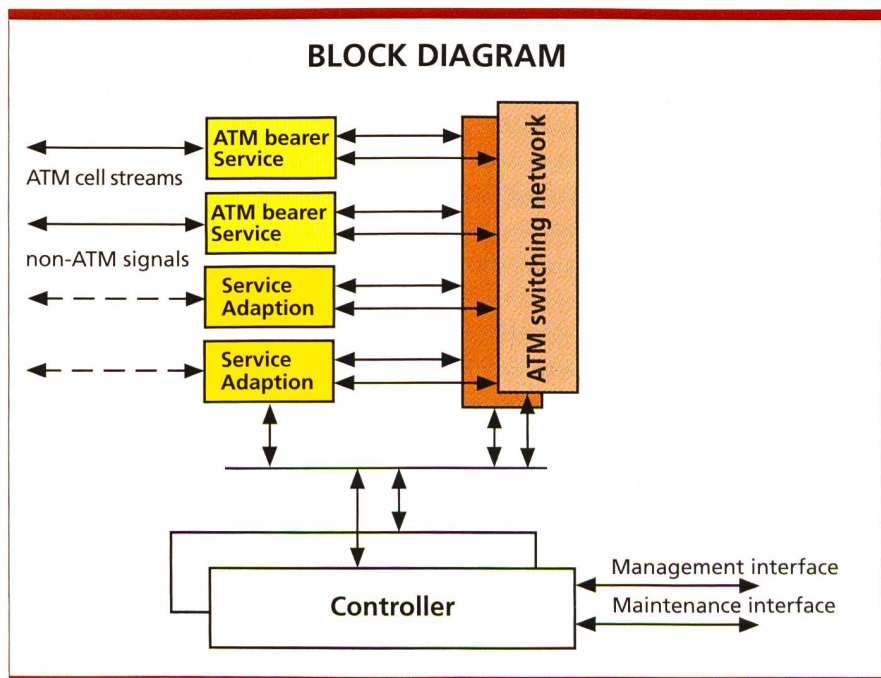 BLOCK DIAGRAM
ATM bearer
Service
ATM cell streams
ATM bearer
Service
non-ATM signals
Service
Adaption
Service
Adaption
ATM switching network
Controller
Management interface
Maintenance interface